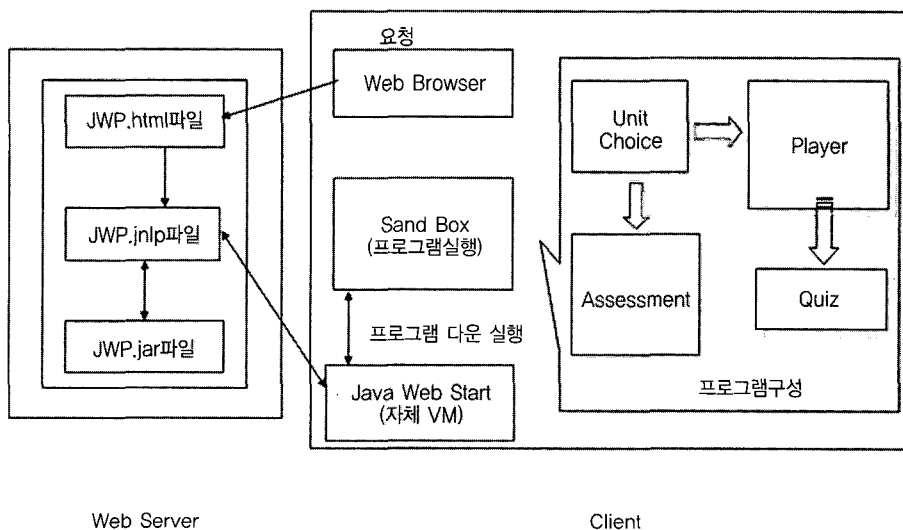 JWP.html파일
JWP.jnlp파일
JWP.jar파일
Web Server
요청
Web Browser
Sand Box
(프로그램실행)
프로그램 다운 실행
Java Web Start
(자체 VM)
Unit
Choice
Player
Assessment
Quiz
프로그램구성
Client